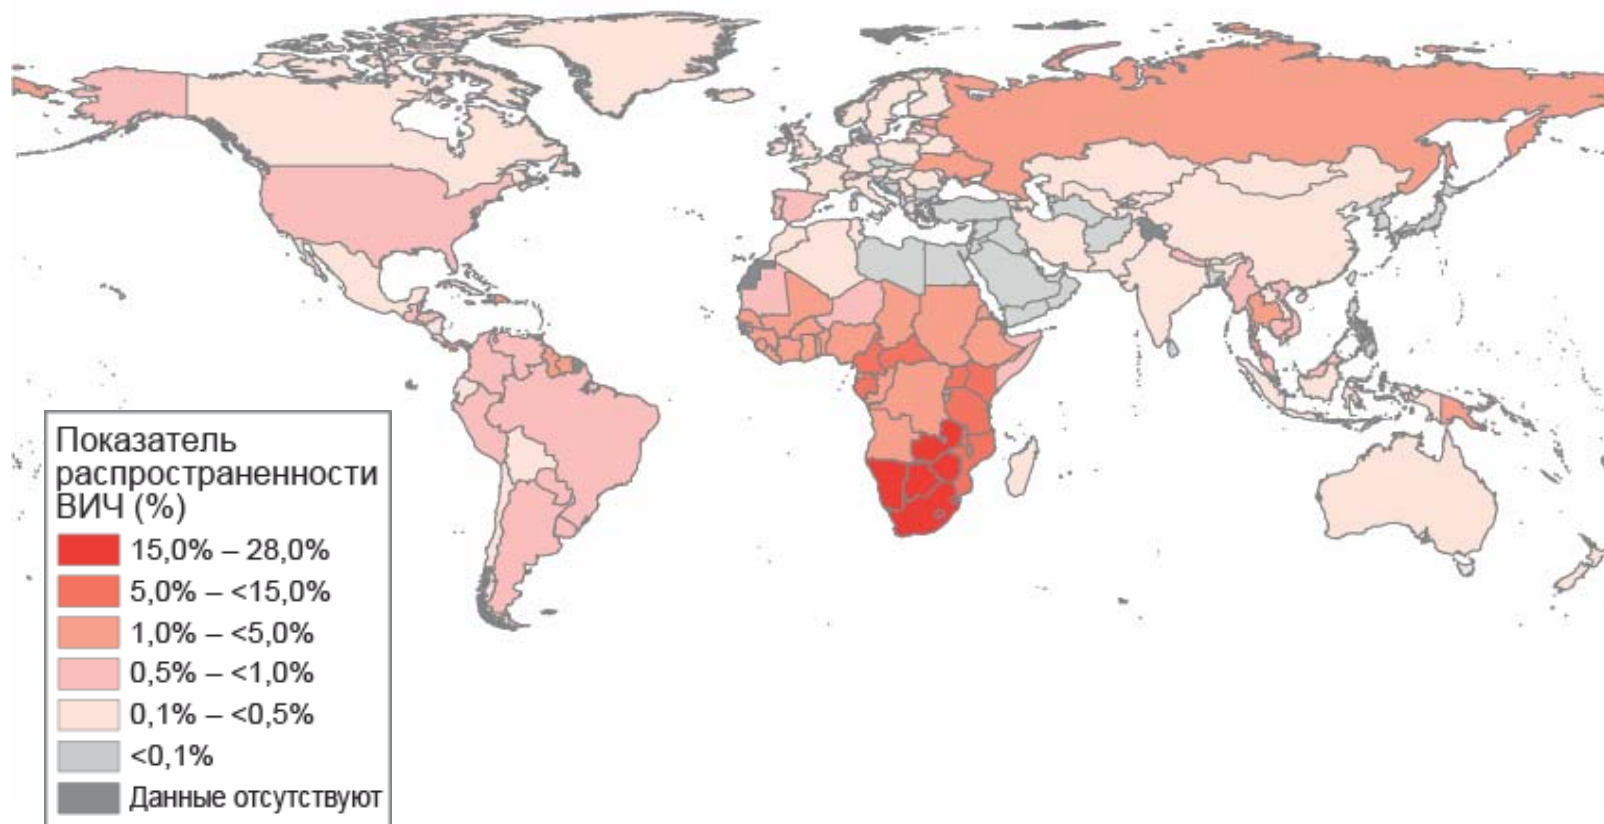 Показатель
распространенности
ВИЧ (%)
15,0% – 28,0%
5,0% – <15,0%
1,0% – <5,0%
0,5% – <1,0%
0,1% – <0,5%
<0,1%
Данные отсутствуют